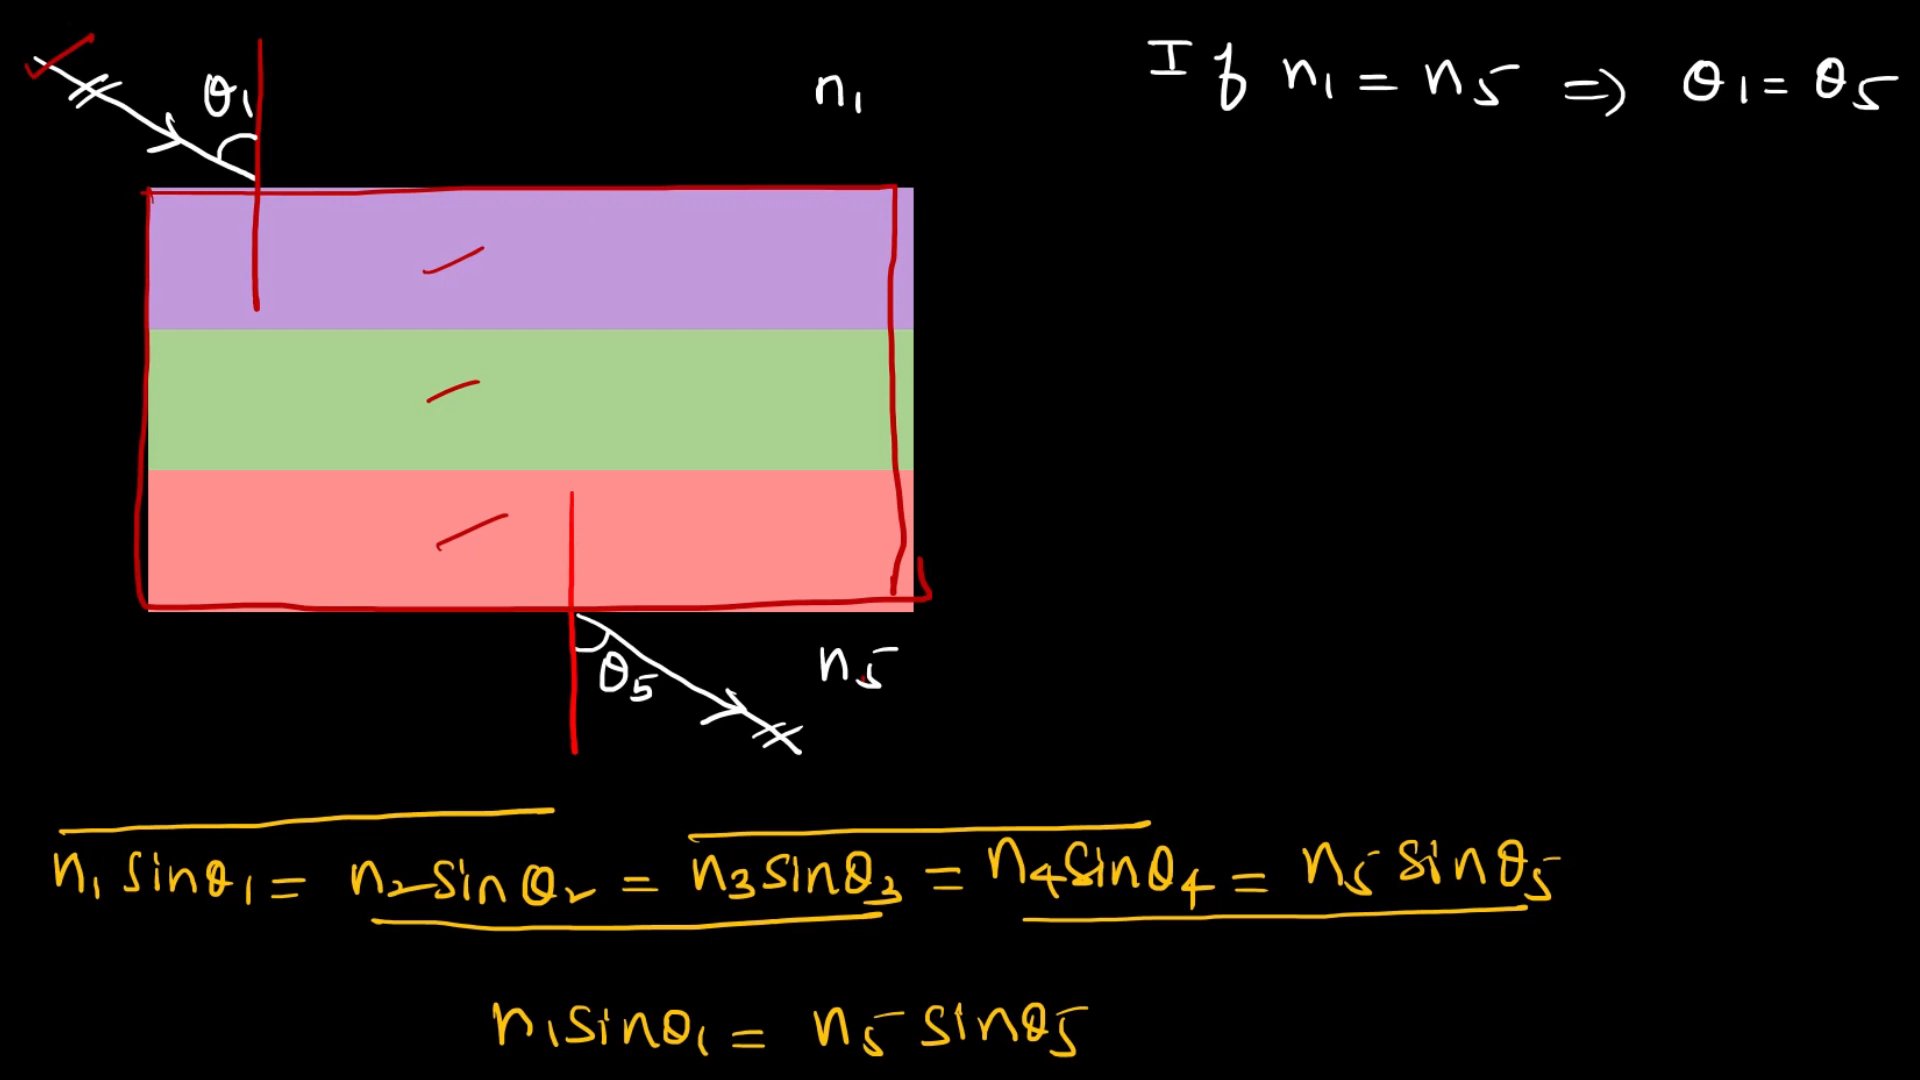 θ₁
n₁
If n₁ = n₅ ⇒ θ₁ = θ₅
θ₅
n₅
n₁ sinθ₁ = n₂ sinθ₂ = n₃ sinθ₃ = n₄ sinθ₄ = n₅ sinθ₅
n₁ sinθ₁ = n₅ sinθ₅